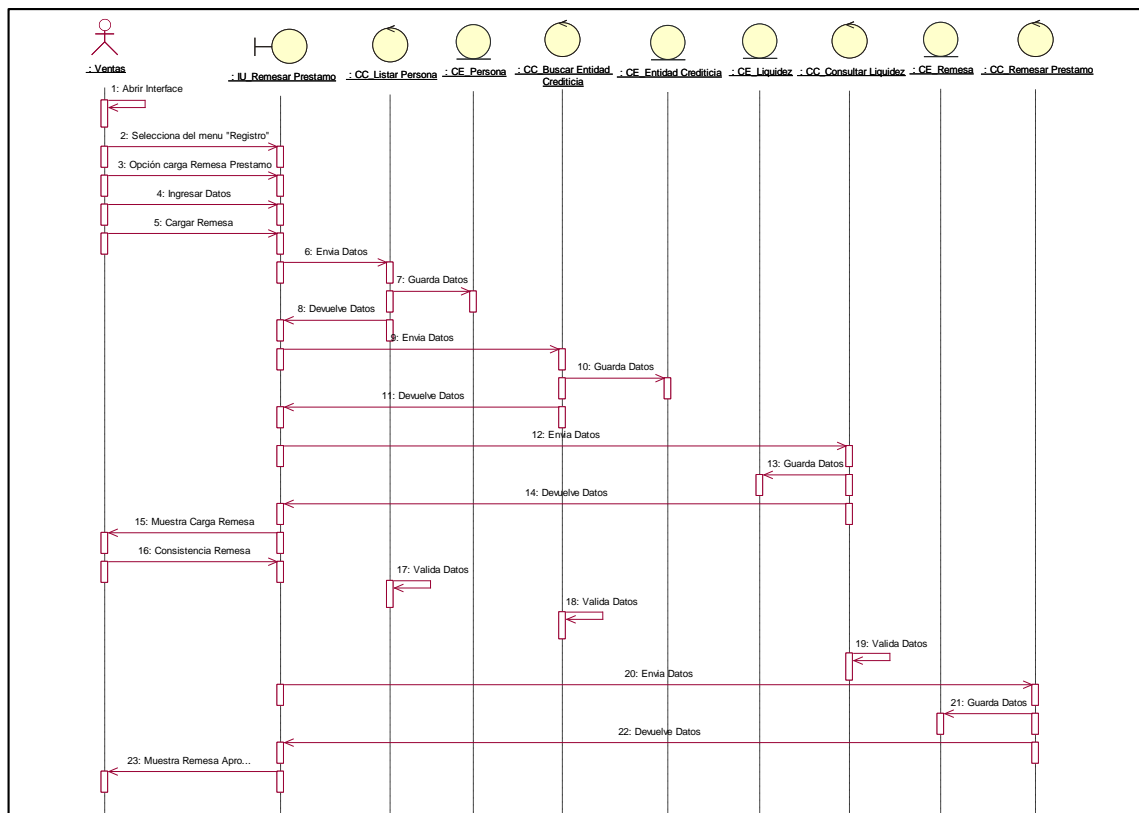 : Ventas
: IU_Remesar Prestamo
: CC_Listar Persona
: CE_Persona
: CC_Buscar Entidad
Crediticia
: CE_Entidad Crediticia
: CE_Liquidez
: CC_Consultar Liquidez
: CE_Remesa
: CC_Remesar Prestamo
1: Abrir Interface
2: Selecciona del menu "Registro"
3: Opción carga Remesa Prestamo
4: Ingresar Datos
5: Cargar Remesa
6: Envia Datos
7: Guarda Datos
8: Devuelve Datos
9: Envia Datos
10: Guarda Datos
11: Devuelve Datos
12: Envia Datos
13: Guarda Datos
14: Devuelve Datos
15: Muestra Carga Remesa
16: Consistencia Remesa
17: Valida Datos
18: Valida Datos
19: Valida Datos
20: Envia Datos
21: Guarda Datos
22: Devuelve Datos
23: Muestra Remesa Apro...